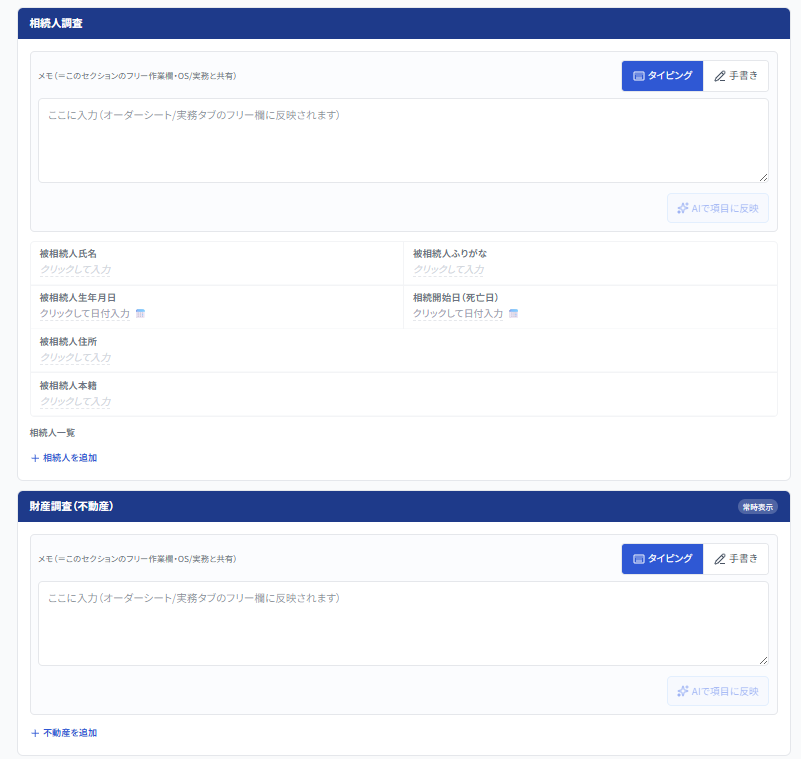 相続人調査
メモ（＝このセクションのフリー作業欄・OS/実務と共有）
タイピング
手書き
ここに入力（オーダーシート/実務タブのフリー欄に反映されます）
AIで項目に反映
被相続人氏名
被相続人ふりがな
クリックして入力
クリックして入力
被相続人生年月日
相続開始日（死亡日）
クリックして日付入力
クリックして日付入力
被相続人住所
クリックして入力
被相続人本籍
クリックして入力
相続人一覧
＋ 相続人を追加
財産調査（不動産）
常時表示
メモ（＝このセクションのフリー作業欄・OS/実務と共有）
タイピング
手書き
ここに入力（オーダーシート/実務タブのフリー欄に反映されます）
AIで項目に反映
＋ 不動産を追加